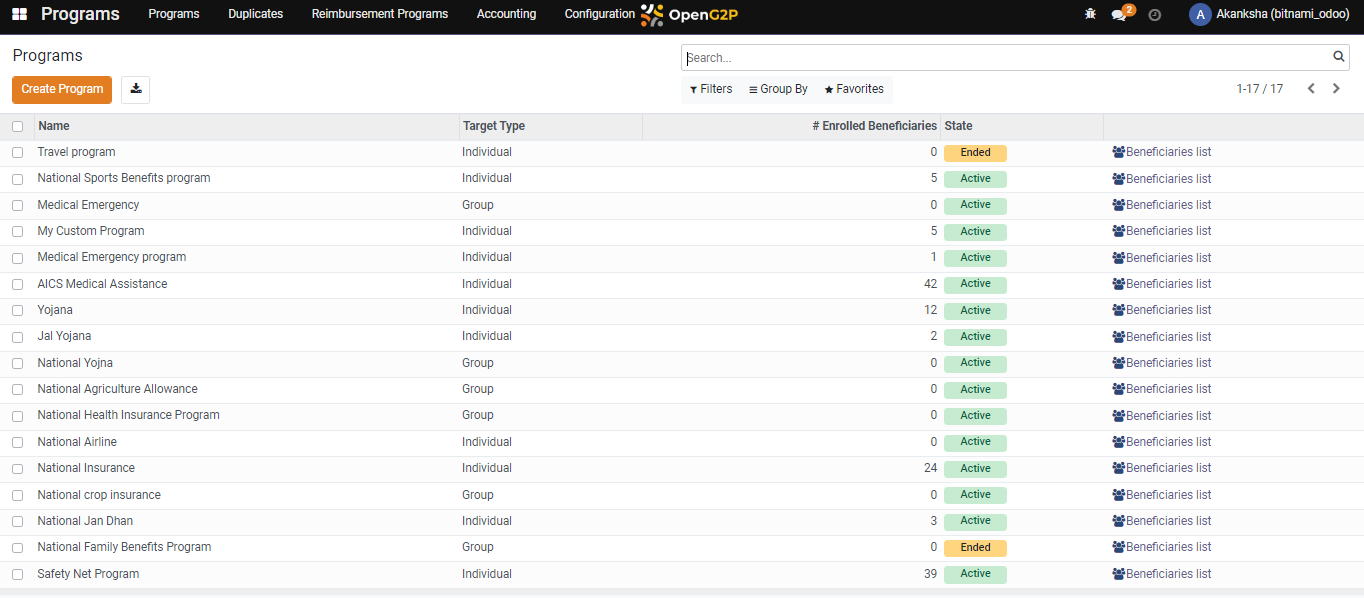 Programs Programs Duplicates Reimbursement Programs Accounting Configuration OpenG2P 2 A Akanksha (bitnami_odoo)
Programs Search...
Create Program Filters Group By Favorites 1-17 / 17
Name Target Type # Enrolled Beneficiaries State
Travel program Individual 0 Ended Beneficiaries list
National Sports Benefits program Individual 5 Active Beneficiaries list
Medical Emergency Group 0 Active Beneficiaries list
My Custom Program Individual 5 Active Beneficiaries list
Medical Emergency program Individual 1 Active Beneficiaries list
AICS Medical Assistance Individual 42 Active Beneficiaries list
Yojana Individual 12 Active Beneficiaries list
Jal Yojana Individual 2 Active Beneficiaries list
National Yojna Group 0 Active Beneficiaries list
National Agriculture Allowance Group 0 Active Beneficiaries list
National Health Insurance Program Group 0 Active Beneficiaries list
National Airline Individual 0 Active Beneficiaries list
National Insurance Individual 24 Active Beneficiaries list
National crop insurance Group 0 Active Beneficiaries list
National Jan Dhan Individual 3 Active Beneficiaries list
National Family Benefits Program Group 0 Ended Beneficiaries list
Safety Net Program Individual 39 Active Beneficiaries list